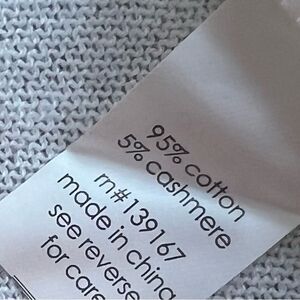 95% cotton
5% cashmere
rn#139167
made in china
see reverse
for care